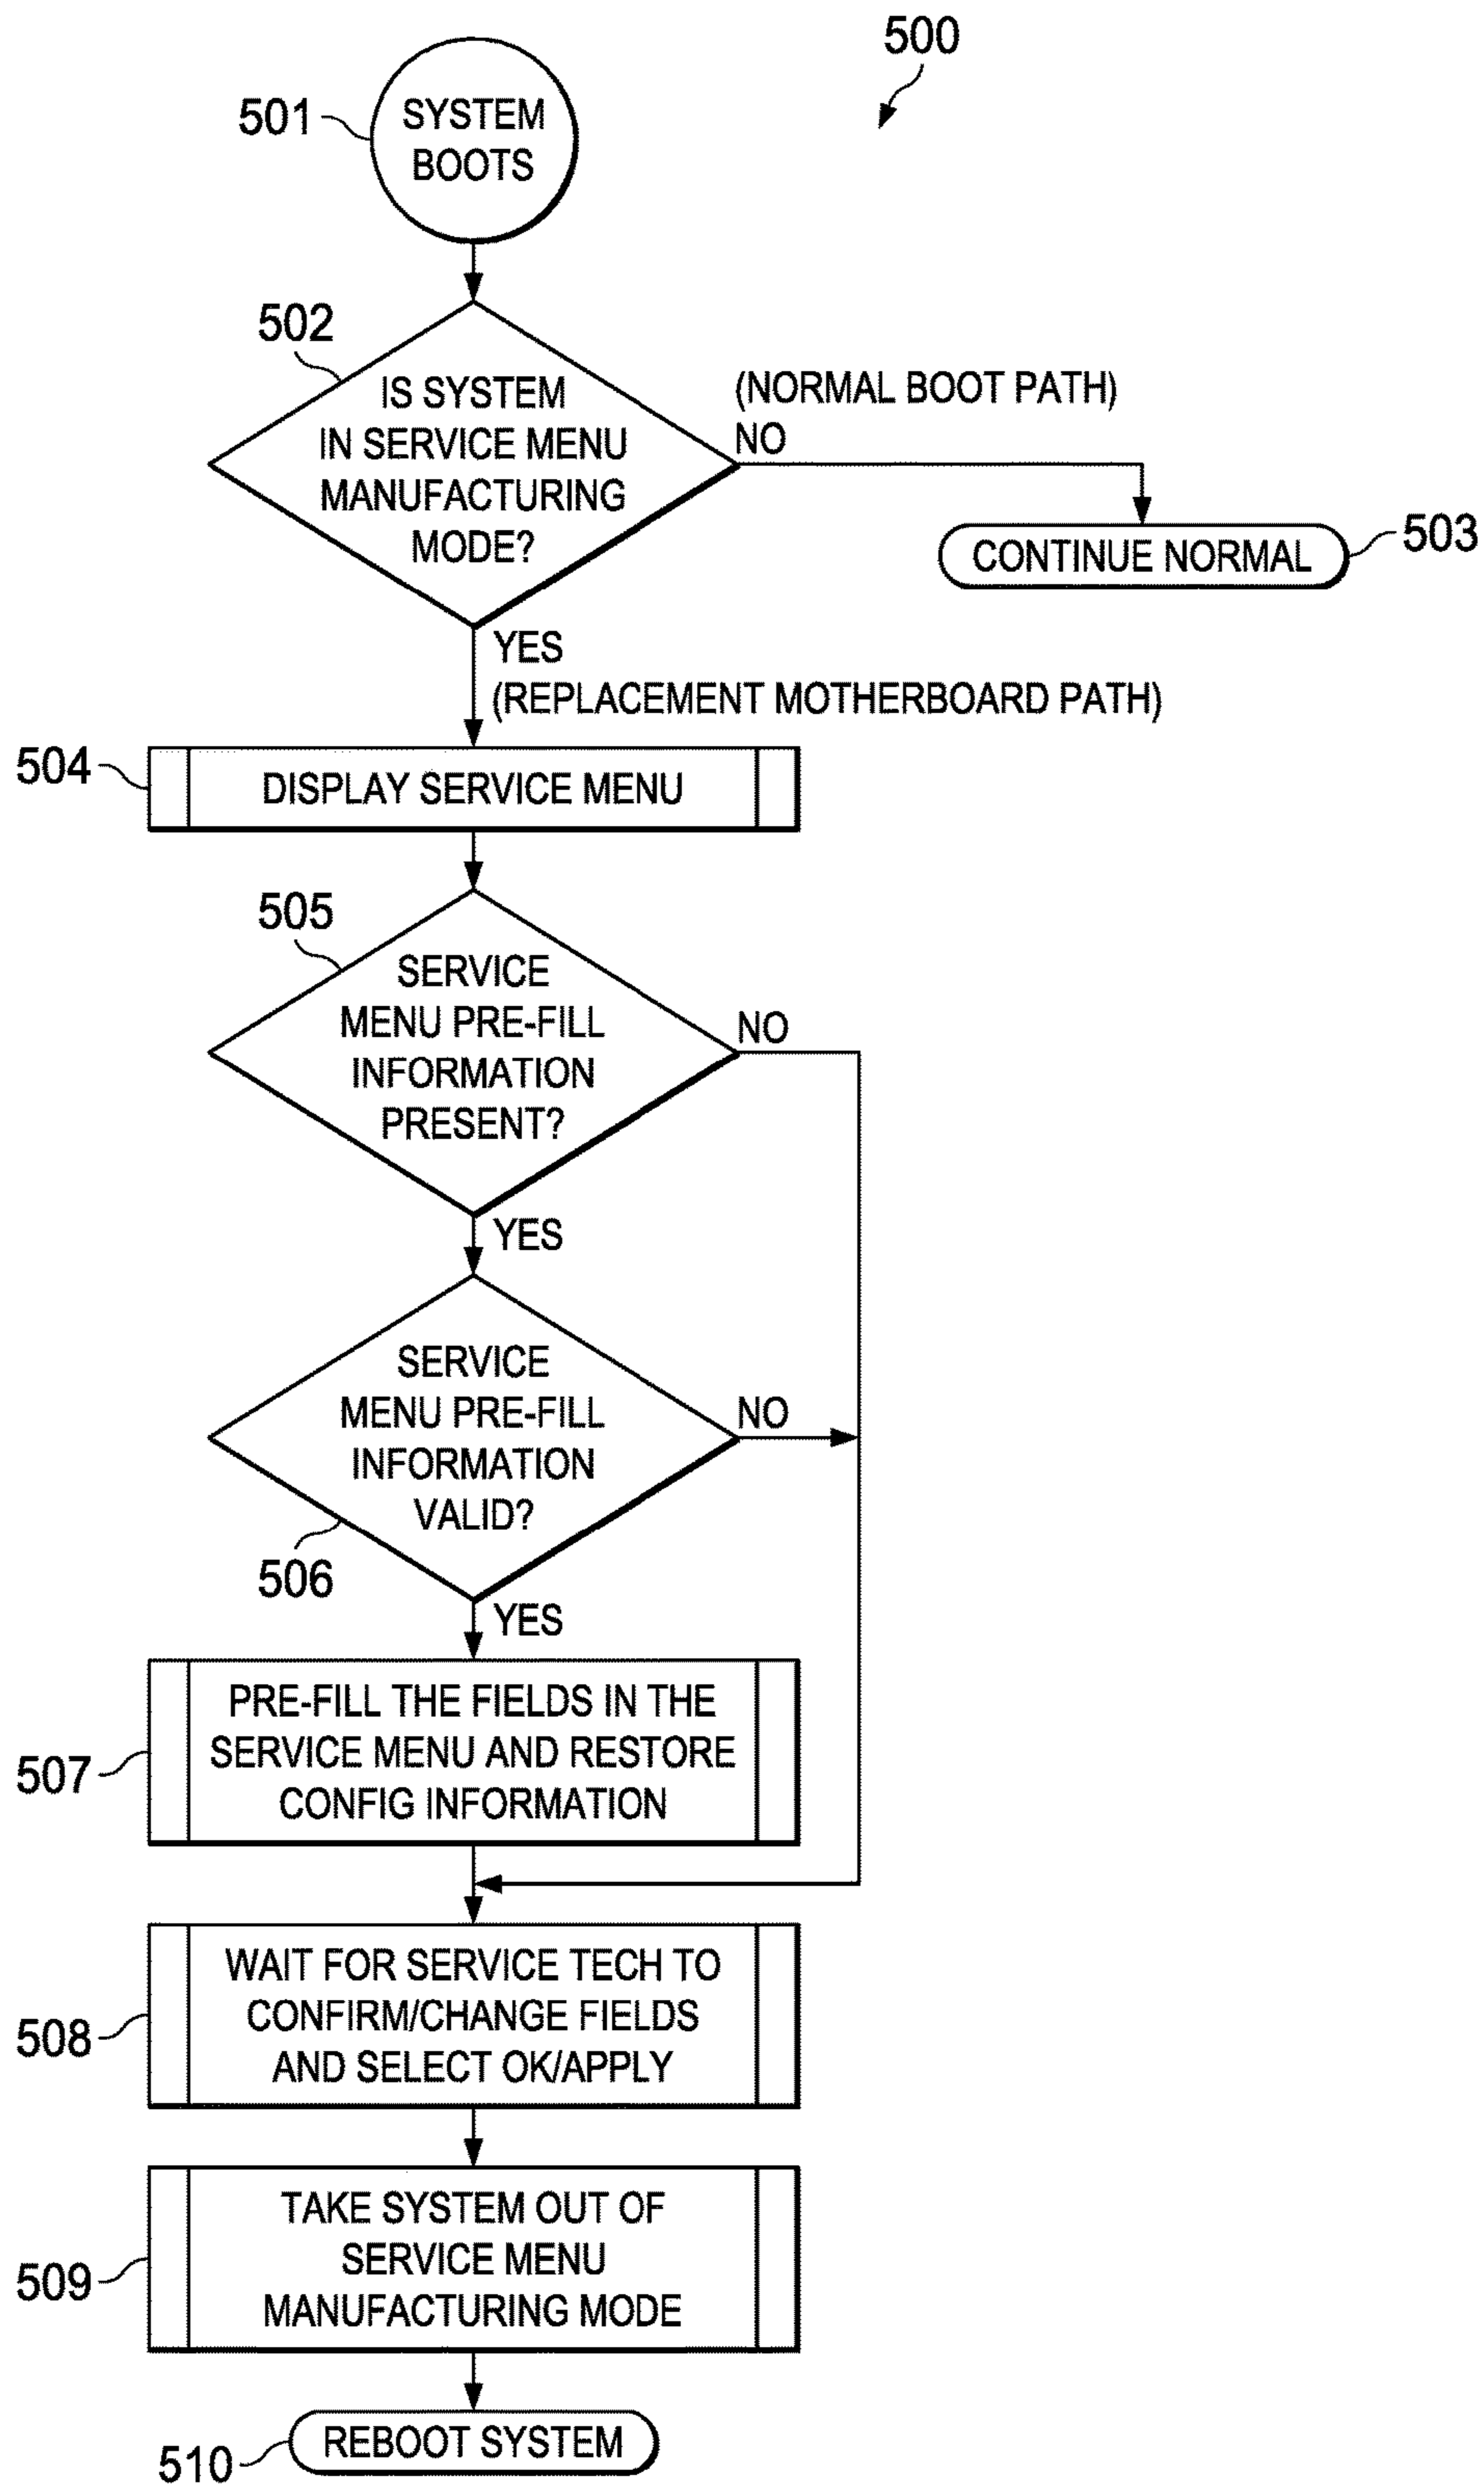 500
501
SYSTEM
BOOTS
502
IS SYSTEM
IN SERVICE MENU
MANUFACTURING
MODE?
(NORMAL BOOT PATH)
NO
CONTINUE NORMAL
503
YES
(REPLACEMENT MOTHERBOARD PATH)
504
DISPLAY SERVICE MENU
505
SERVICE
MENU PRE-FILL
INFORMATION
PRESENT?
NO
YES
SERVICE
MENU PRE-FILL
INFORMATION
VALID?
NO
506
YES
507
PRE-FILL THE FIELDS IN THE
SERVICE MENU AND RESTORE
CONFIG INFORMATION
508
WAIT FOR SERVICE TECH TO
CONFIRM/CHANGE FIELDS
AND SELECT OK/APPLY
509
TAKE SYSTEM OUT OF
SERVICE MENU
MANUFACTURING MODE
510
REBOOT SYSTEM